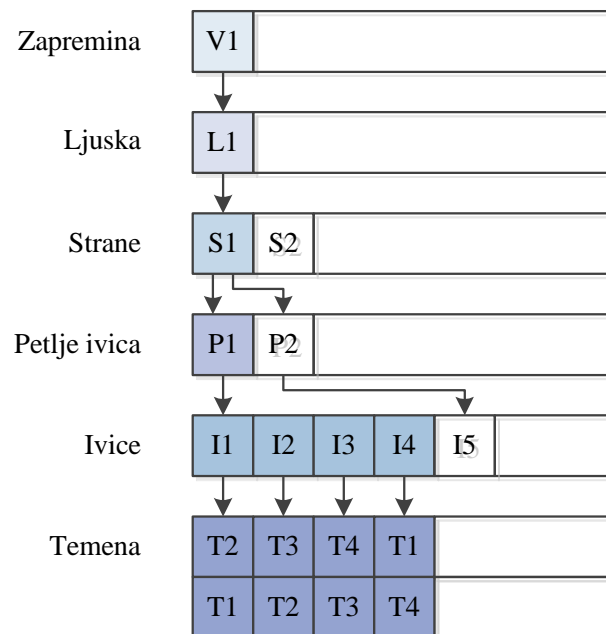 Zapremina V1
Ljuska L1
Strane S1 S2
Petlje ivica P1 P2
Ivice I1 I2 I3 I4 I5
Temena T2 T3 T4 T1
T1 T2 T3 T4